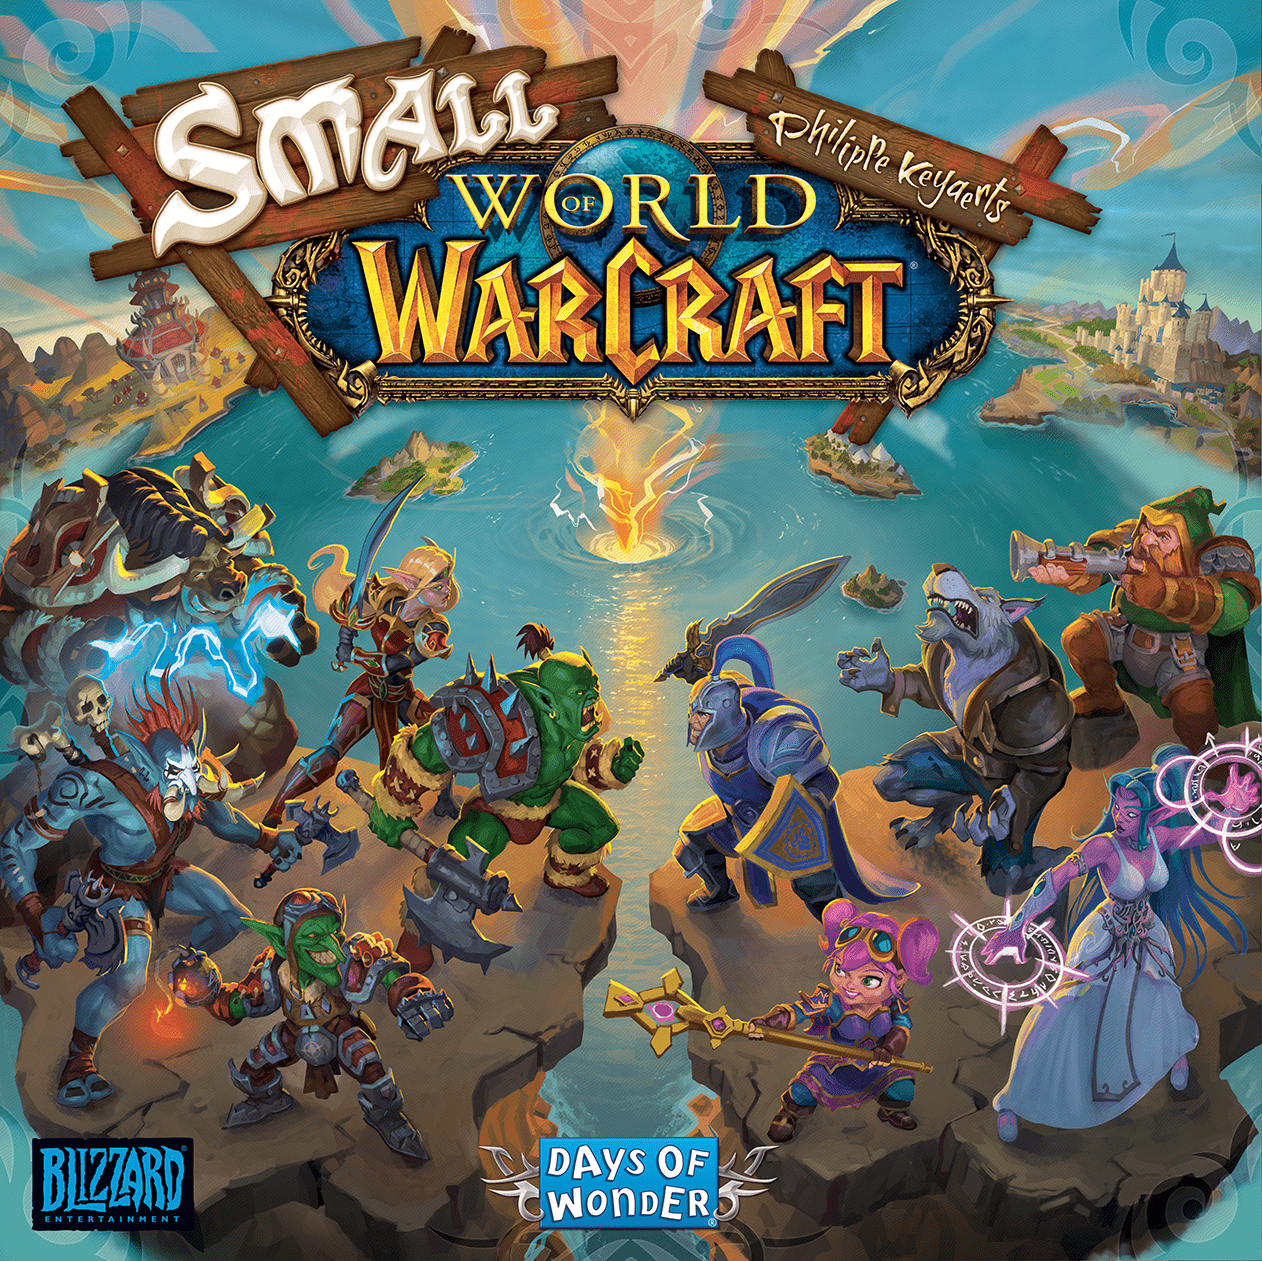 Small
Philippe Keyaerts
WORLD
OF
WARCRAFT
®
BLIZZARD®
ENTERTAINMENT
DAYS OF
WONDER®